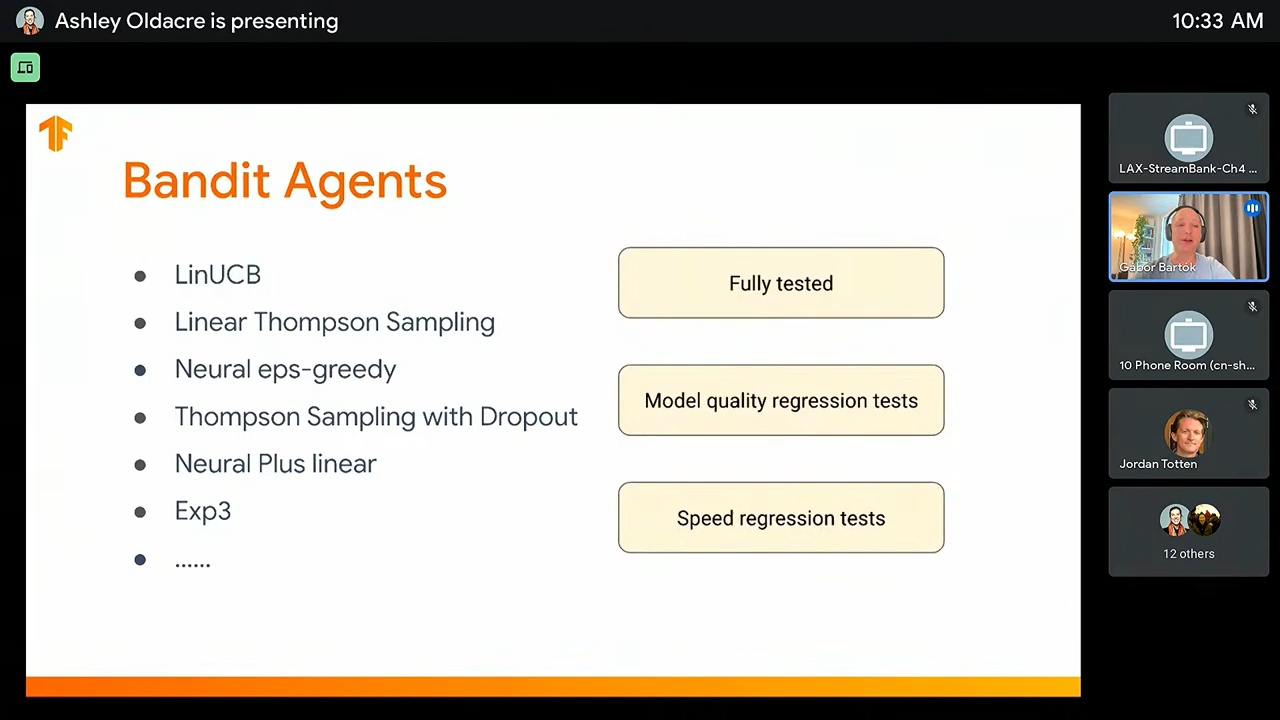 Ashley Oldacre is presenting
10:33 AM
Bandit Agents
LinUCB
Linear Thompson Sampling
Neural eps-greedy
Thompson Sampling with Dropout
Neural Plus linear
Exp3
......
Fully tested
Model quality regression tests
Speed regression tests
LAX-StreamBank-Ch4 ...
Gábor Bartók
10 Phone Room (cn-sh...
Jordan Totten
12 others